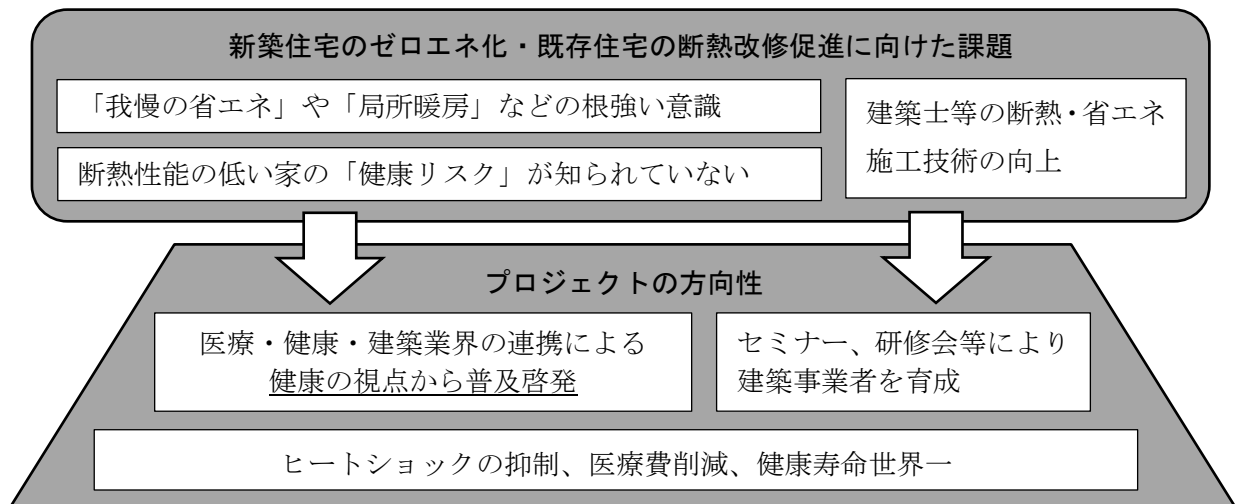 新築住宅のゼロエネ化・既存住宅の断熱改修促進に向けた課題
「我慢の省エネ」や「局所暖房」などの根強い意識
断熱性能の低い家の「健康リスク」が知られていない
建築士等の断熱・省エネ
施工技術の向上
プロジェクトの方向性
医療・健康・建築業界の連携による
健康の視点から普及啓発
セミナー、研修会等により
建築事業者を育成
ヒートショックの抑制、医療費削減、健康寿命世界一